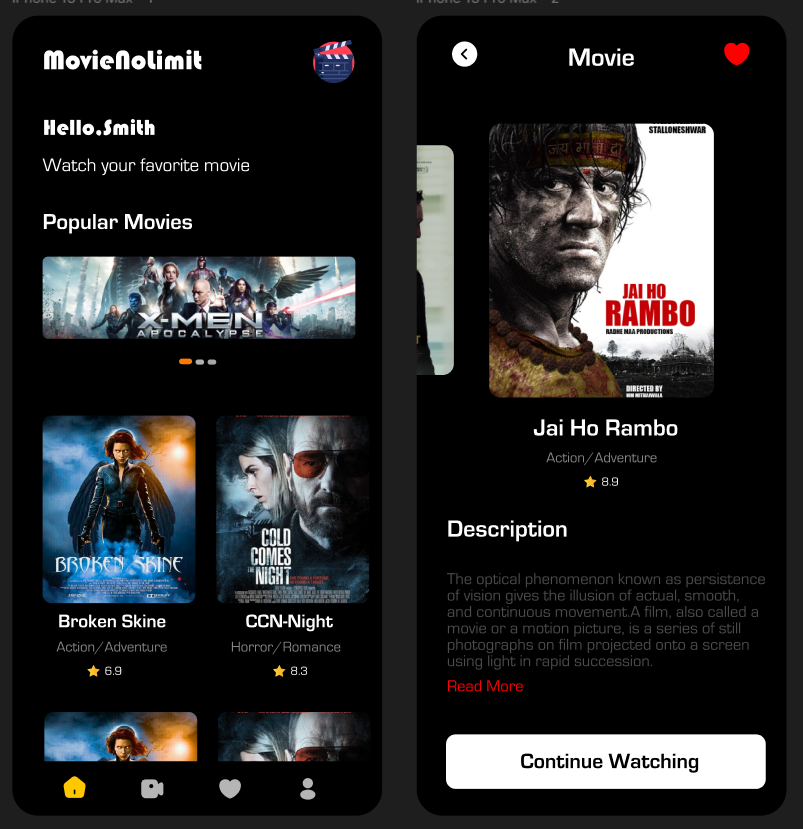 MovieNoLimit
Hello,Smith
Watch your favorite movie
Popular Movies
X-MEN
APOCALYPSE
BROKEN SKINE
COLD
COMES
THE NIGHT
Broken Skine
CCN-Night
Action/Adventure
Horror/Romance
6.9
8.3
Movie
STALLONESHWAR
JAI HO
RAMBO
RADHE MAA PRODUCTIONS
DIRECTED BY
Jai Ho Rambo
Action/Adventure
8.9
Description
The optical phenomenon known as persistence
of vision gives the illusion of actual, smooth,
and continuous movement.A film, also called a
movie or a motion picture, is a series of still
photographs on film projected onto a screen
using light in rapid succession.
Read More
Continue Watching